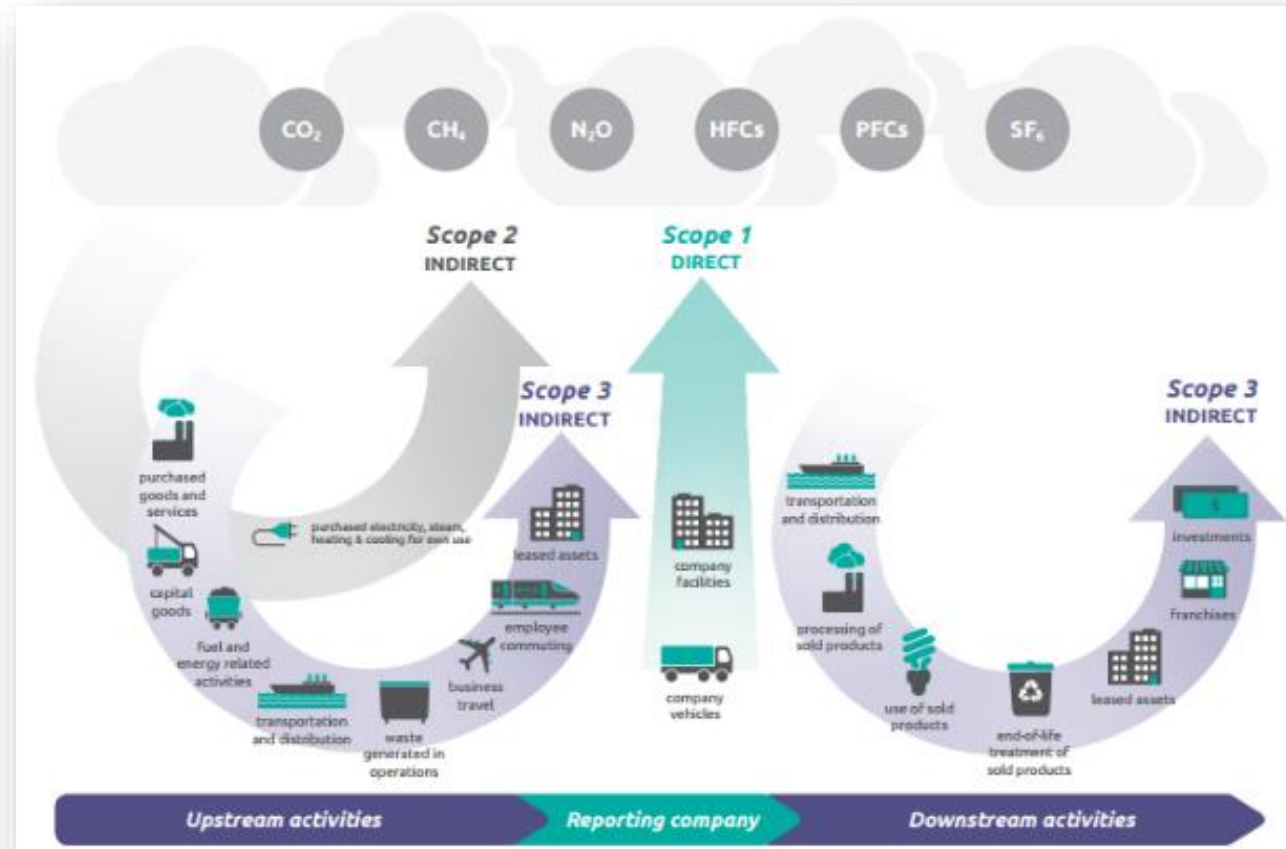 CO₂ CH₄ N₂O HFCs PFCs SF₆
Scope 2
INDIRECT
Scope 1
DIRECT
Scope 3
INDIRECT
Scope 3
INDIRECT
purchased
goods and
services
capital
goods
fuel and
energy related
activities
transportation
and distribution
waste
generated in
operations
business
travel
employee
commuting
leased assets
purchased electricity, steam,
heating & cooling for own use
company
facilities
company
vehicles
transportation
and distribution
processing of
sold products
use of sold
products
end-of-life
treatment of
sold products
leased assets
franchises
$
investments
Upstream activities
Reporting company
Downstream activities